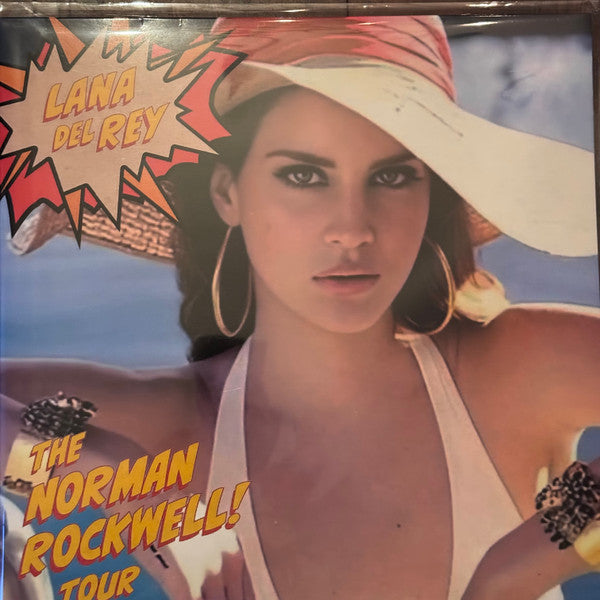 LANA
DEL REY
THE
NORMAN
ROCKWELL!
TOUR